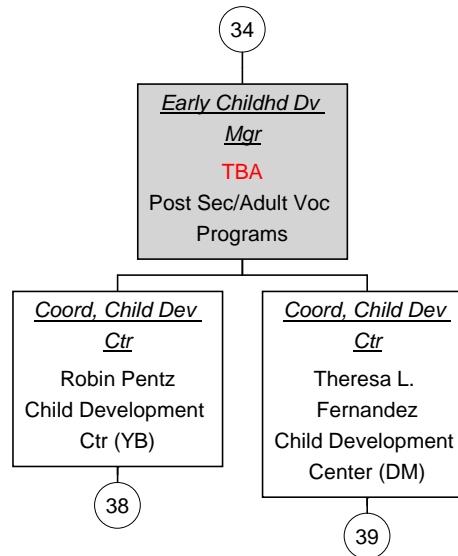 34
Early Childhd Dv
Mgr
TBA
Post Sec/Adult Voc
Programs
Coord, Child Dev
Ctr
Robin Pentz
Child Development
Ctr (YB)
38
Coord, Child Dev
Ctr
Theresa L.
Fernandez
Child Development
Center (DM)
39